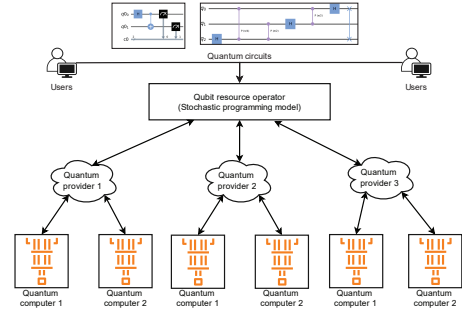 Quantum circuits
Users
Users
Qubit resource operator
(Stochastic programming model)
Quantum
provider 1
Quantum
provider 2
Quantum
provider 3
Quantum
computer 1
Quantum
computer 2
Quantum
computer 1
Quantum
computer 2
Quantum
computer 1
Quantum
computer 2